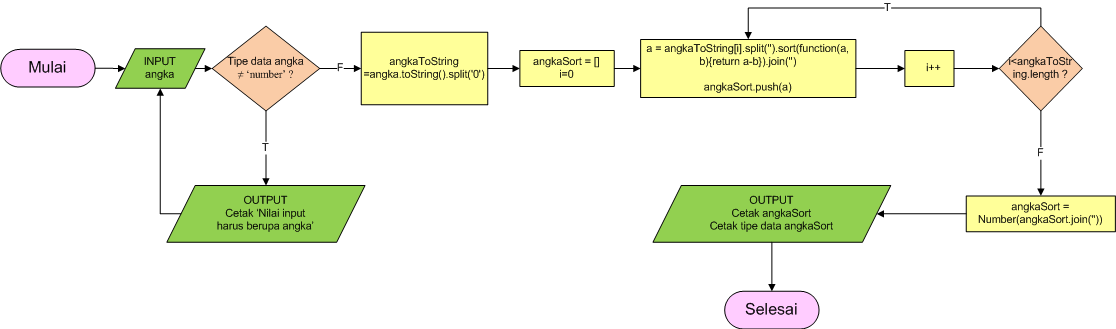 Mulai
INPUT
angka
Tipe data angka
≠ 'number' ?
F
T
OUTPUT
Cetak 'Nilai input
harus berupa angka'
angkaToString
=angka.toString().split('0')
angkaSort = []
i=0
a = angkaToString[i].split('').sort(function(a,
b){return a-b}).join('')
angkaSort.push(a)
i++
i<angkaToStr
ing.length ?
T
F
angkaSort =
Number(angkaSort.join(''))
OUTPUT
Cetak angkaSort
Cetak tipe data angkaSort
Selesai